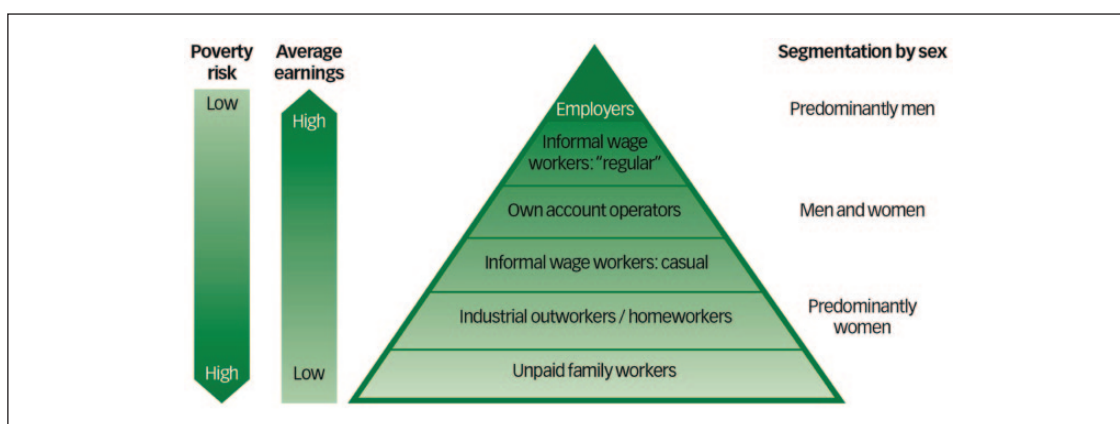 Poverty
risk
Average
earnings
Segmentation by sex
Low
High
Employers
Predominantly men
Informal wage
workers: “regular”
Own account operators
Men and women
Informal wage workers: casual
Industrial outworkers / homeworkers
Predominantly
women
High
Low
Unpaid family workers